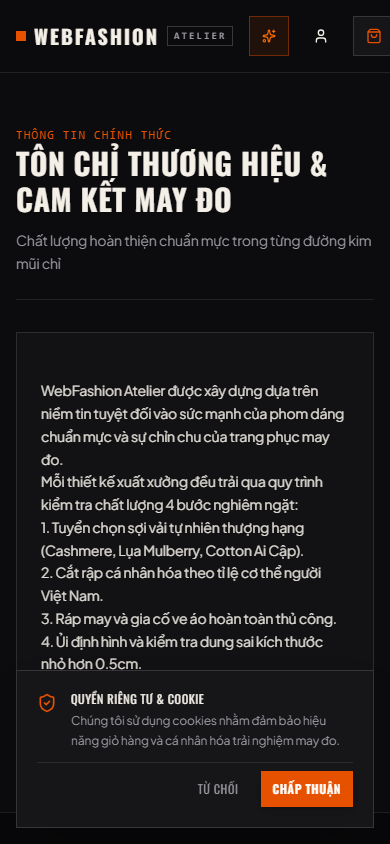 WEBFASHION ATELIER
THÔNG TIN CHÍNH THỨC
TÔN CHỈ THƯƠNG HIỆU &
CAM KẾT MAY ĐO
Chất lượng hoàn thiện chuẩn mực trong từng đường kim
mũi chỉ
WebFashion Atelier được xây dựng dựa trên
niềm tin tuyệt đối vào sức mạnh của phom dáng
chuẩn mực và sự chỉn chu của trang phục may
đo.
Mỗi thiết kế xuất xưởng đều trải qua quy trình
kiểm tra chất lượng 4 bước nghiêm ngặt:
1. Tuyển chọn sợi vải tự nhiên thượng hạng
(Cashmere, Lụa Mulberry, Cotton Ai Cập).
2. Cắt rập cá nhân hóa theo tỉ lệ cơ thể người
Việt Nam.
3. Ráp may và gia cố ve áo hoàn toàn thủ công.
4. Ủi định hình và kiểm tra dung sai kích thước
nhỏ hơn 0.5cm.
QUYỀN RIÊNG TƯ & COOKIE
Chúng tôi sử dụng cookies nhằm đảm bảo hiệu
năng giỏ hàng và cá nhân hóa trải nghiệm may đo.
TỪ CHỐI
CHẤP THUẬN